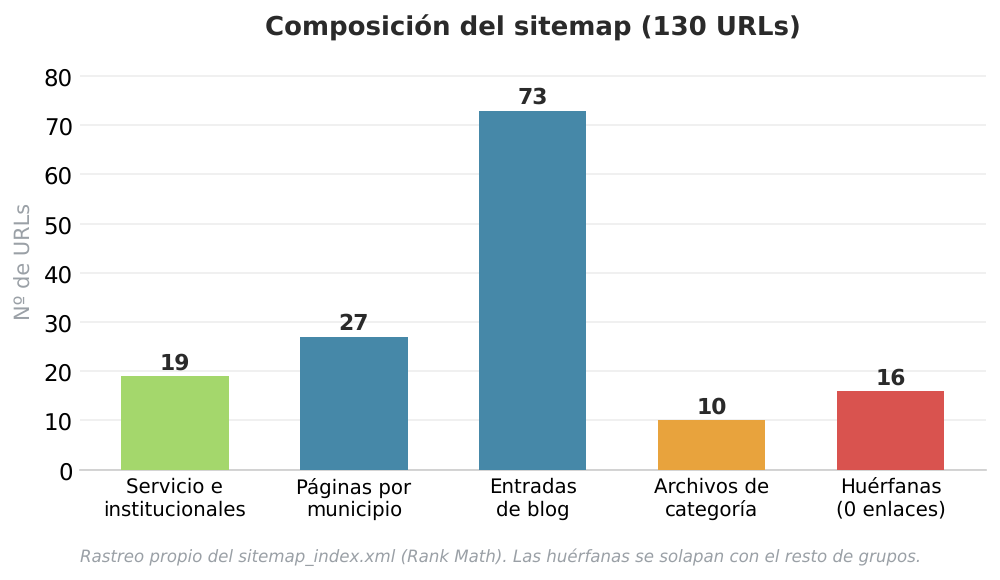 Composición del sitemap (130 URLs)
Nº de URLs
80
70
60
50
40
30
20
10
0
19
27
73
10
16
Servicio e
institucionales
Páginas por
municipio
Entradas
de blog
Archivos de
categoría
Huérfanas
(0 enlaces)
Rastreo propio del sitemap_index.xml (Rank Math). Las huérfanas se solapan con el resto de grupos.